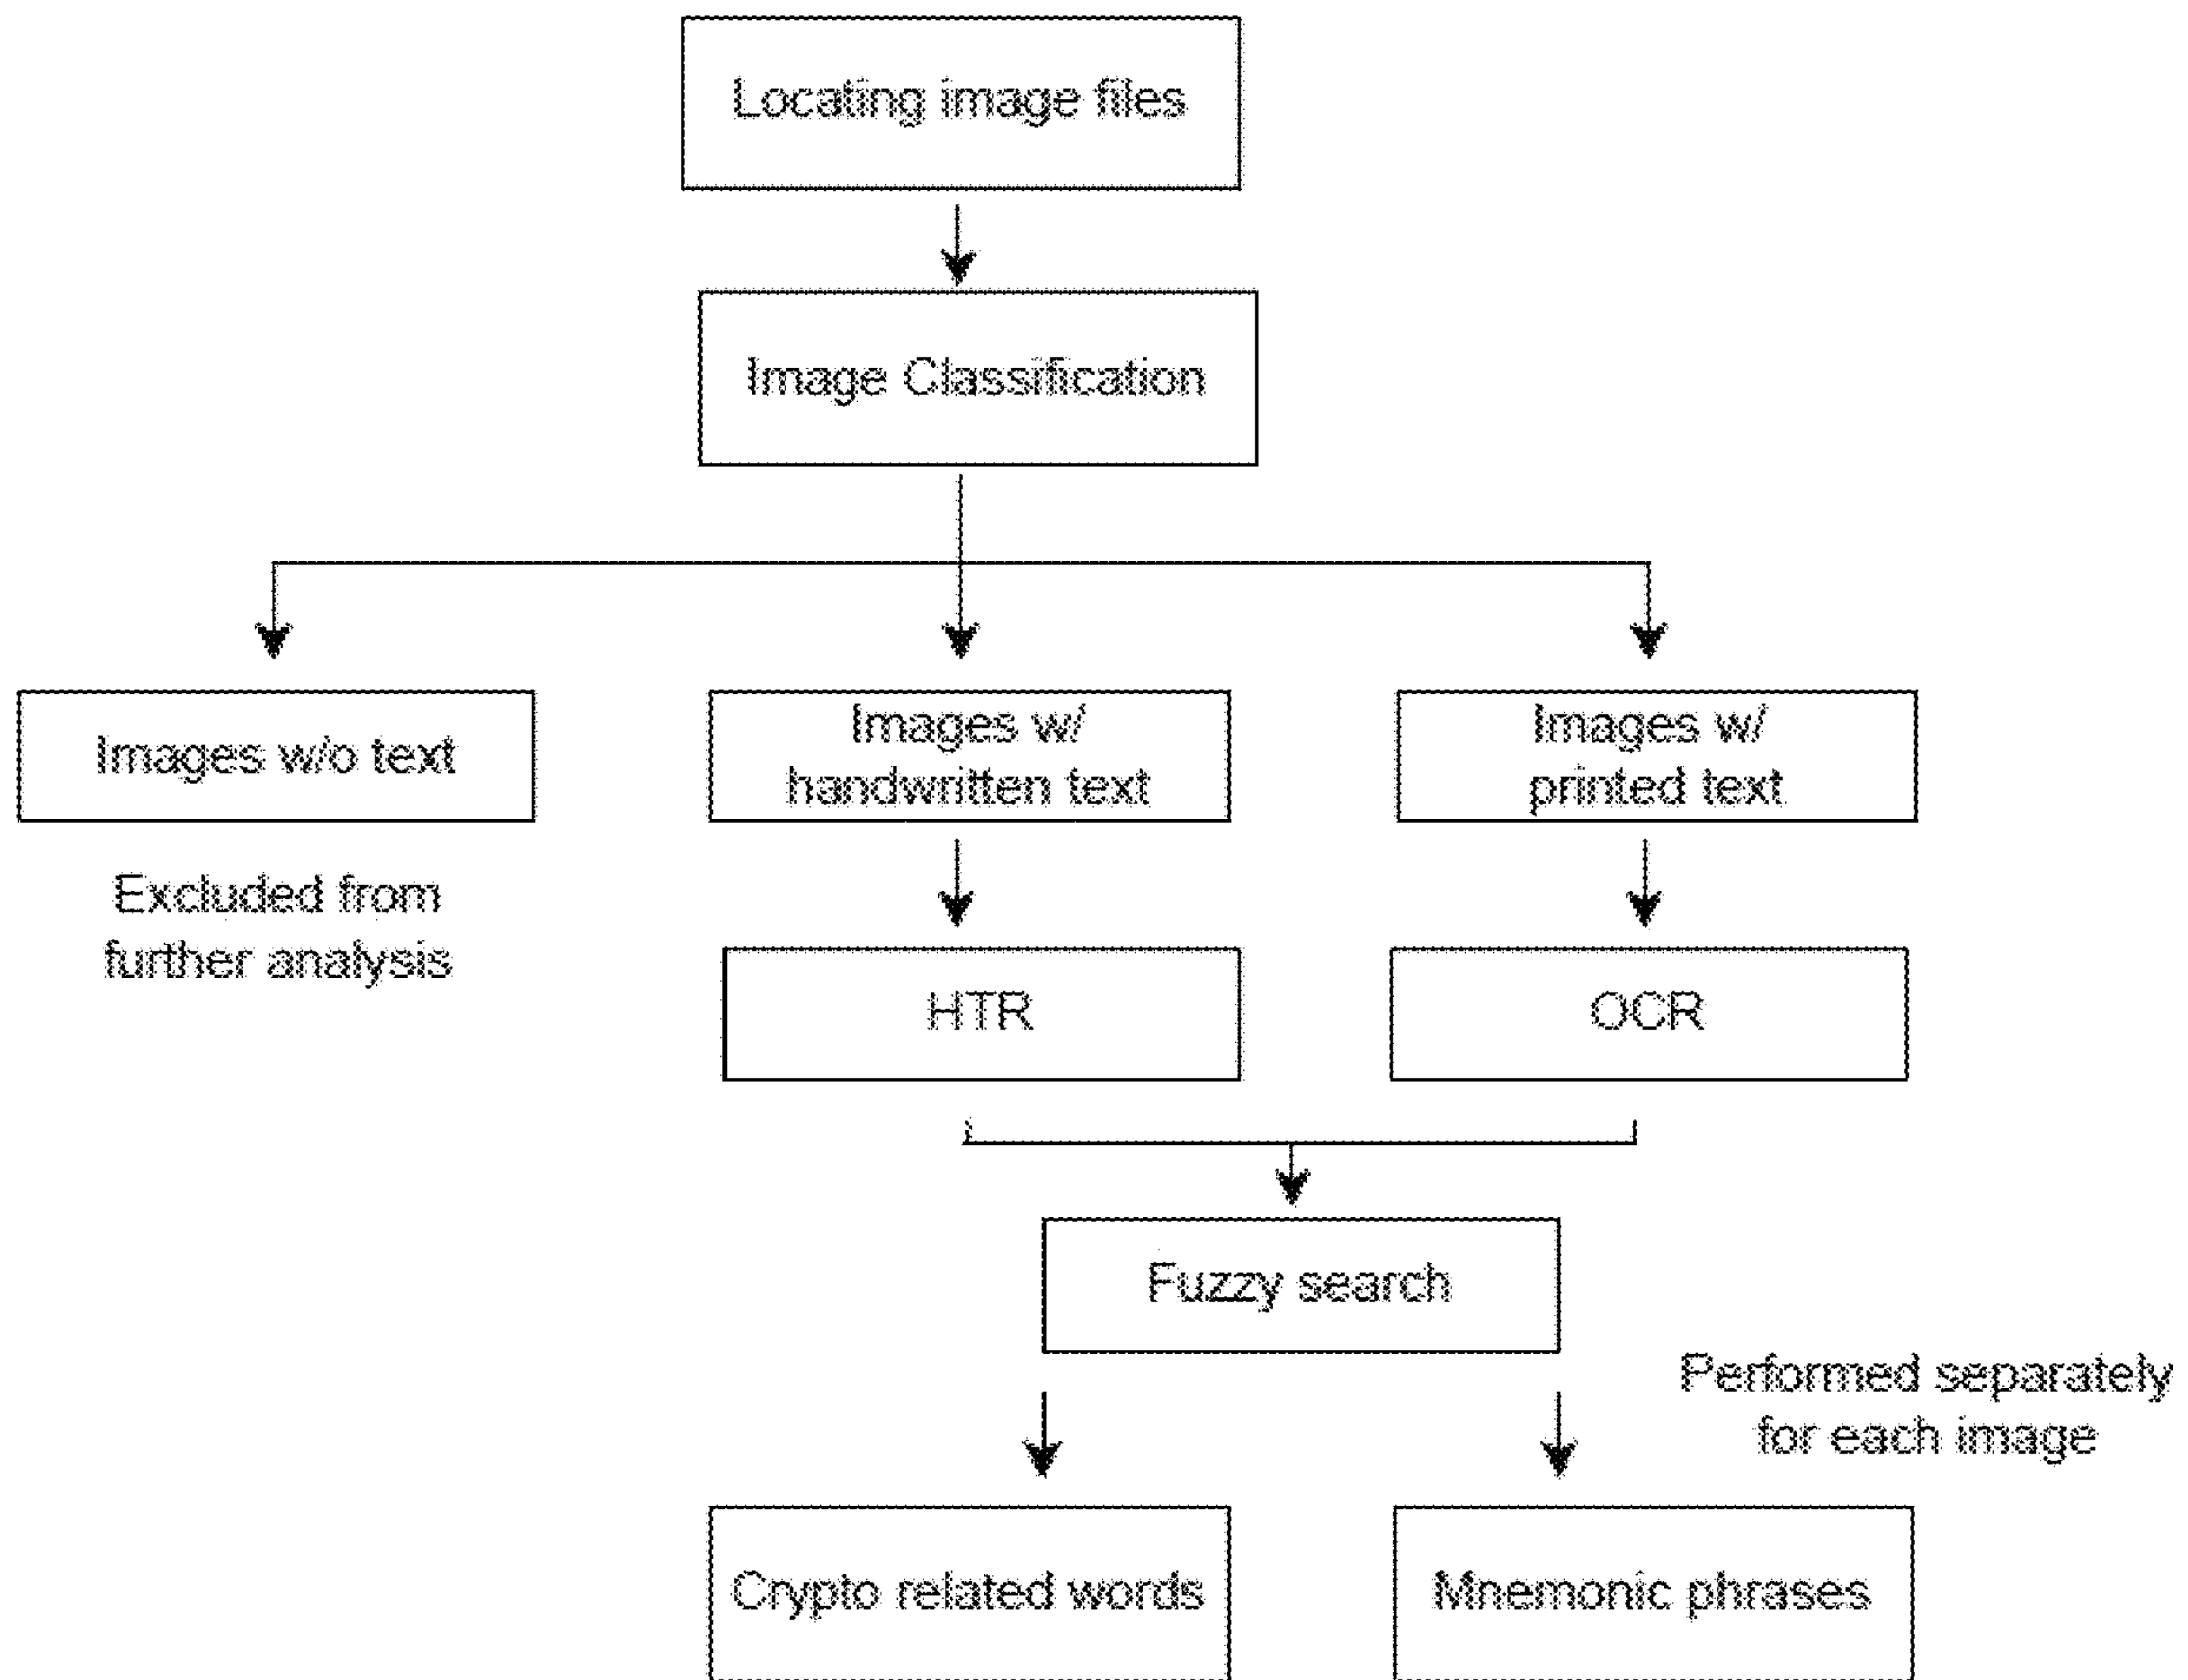 Locating image files
Image Classification
Images w/o text
Images w/
handwritten text
Images w/
printed text
Excluded from
further analysis
HTR
OCR
Fuzzy search
Performed separately
for each image
Crypto related words
Mnemonic phrases